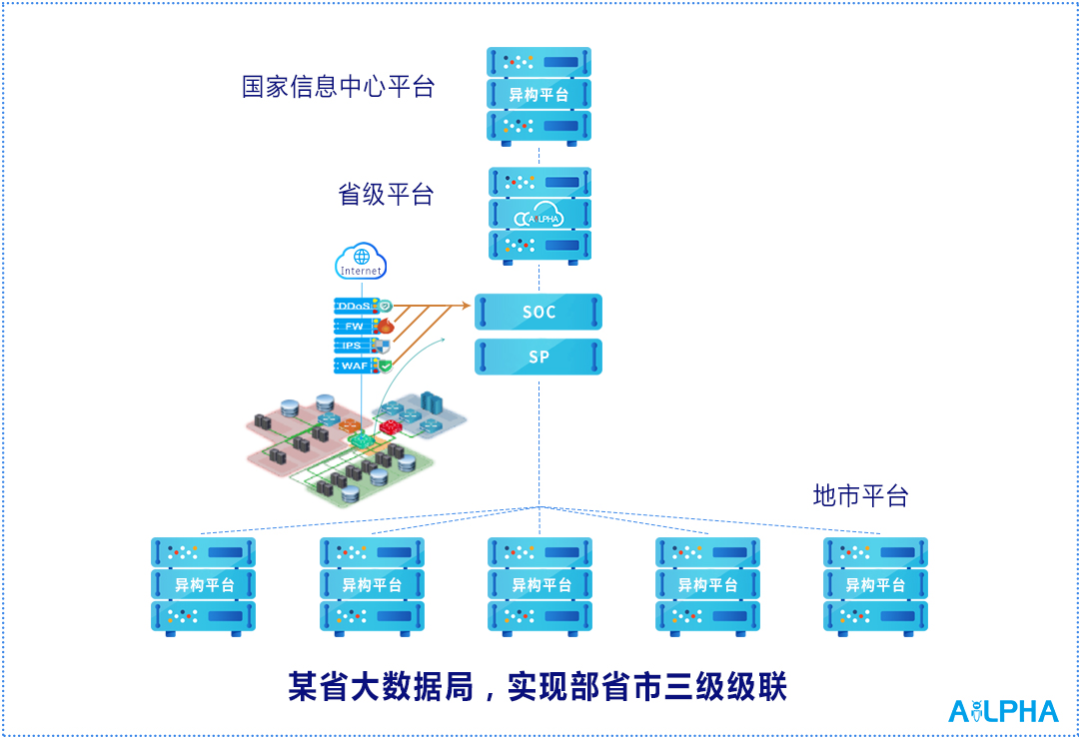 国家信息中心平台
异构平台
省级平台
AiLPHA
Internet
DDoS
FW
IPS
WAF
SOC
SP
地市平台
异构平台
异构平台
异构平台
异构平台
异构平台
某省大数据局，实现部省市三级级联
AiLPHA